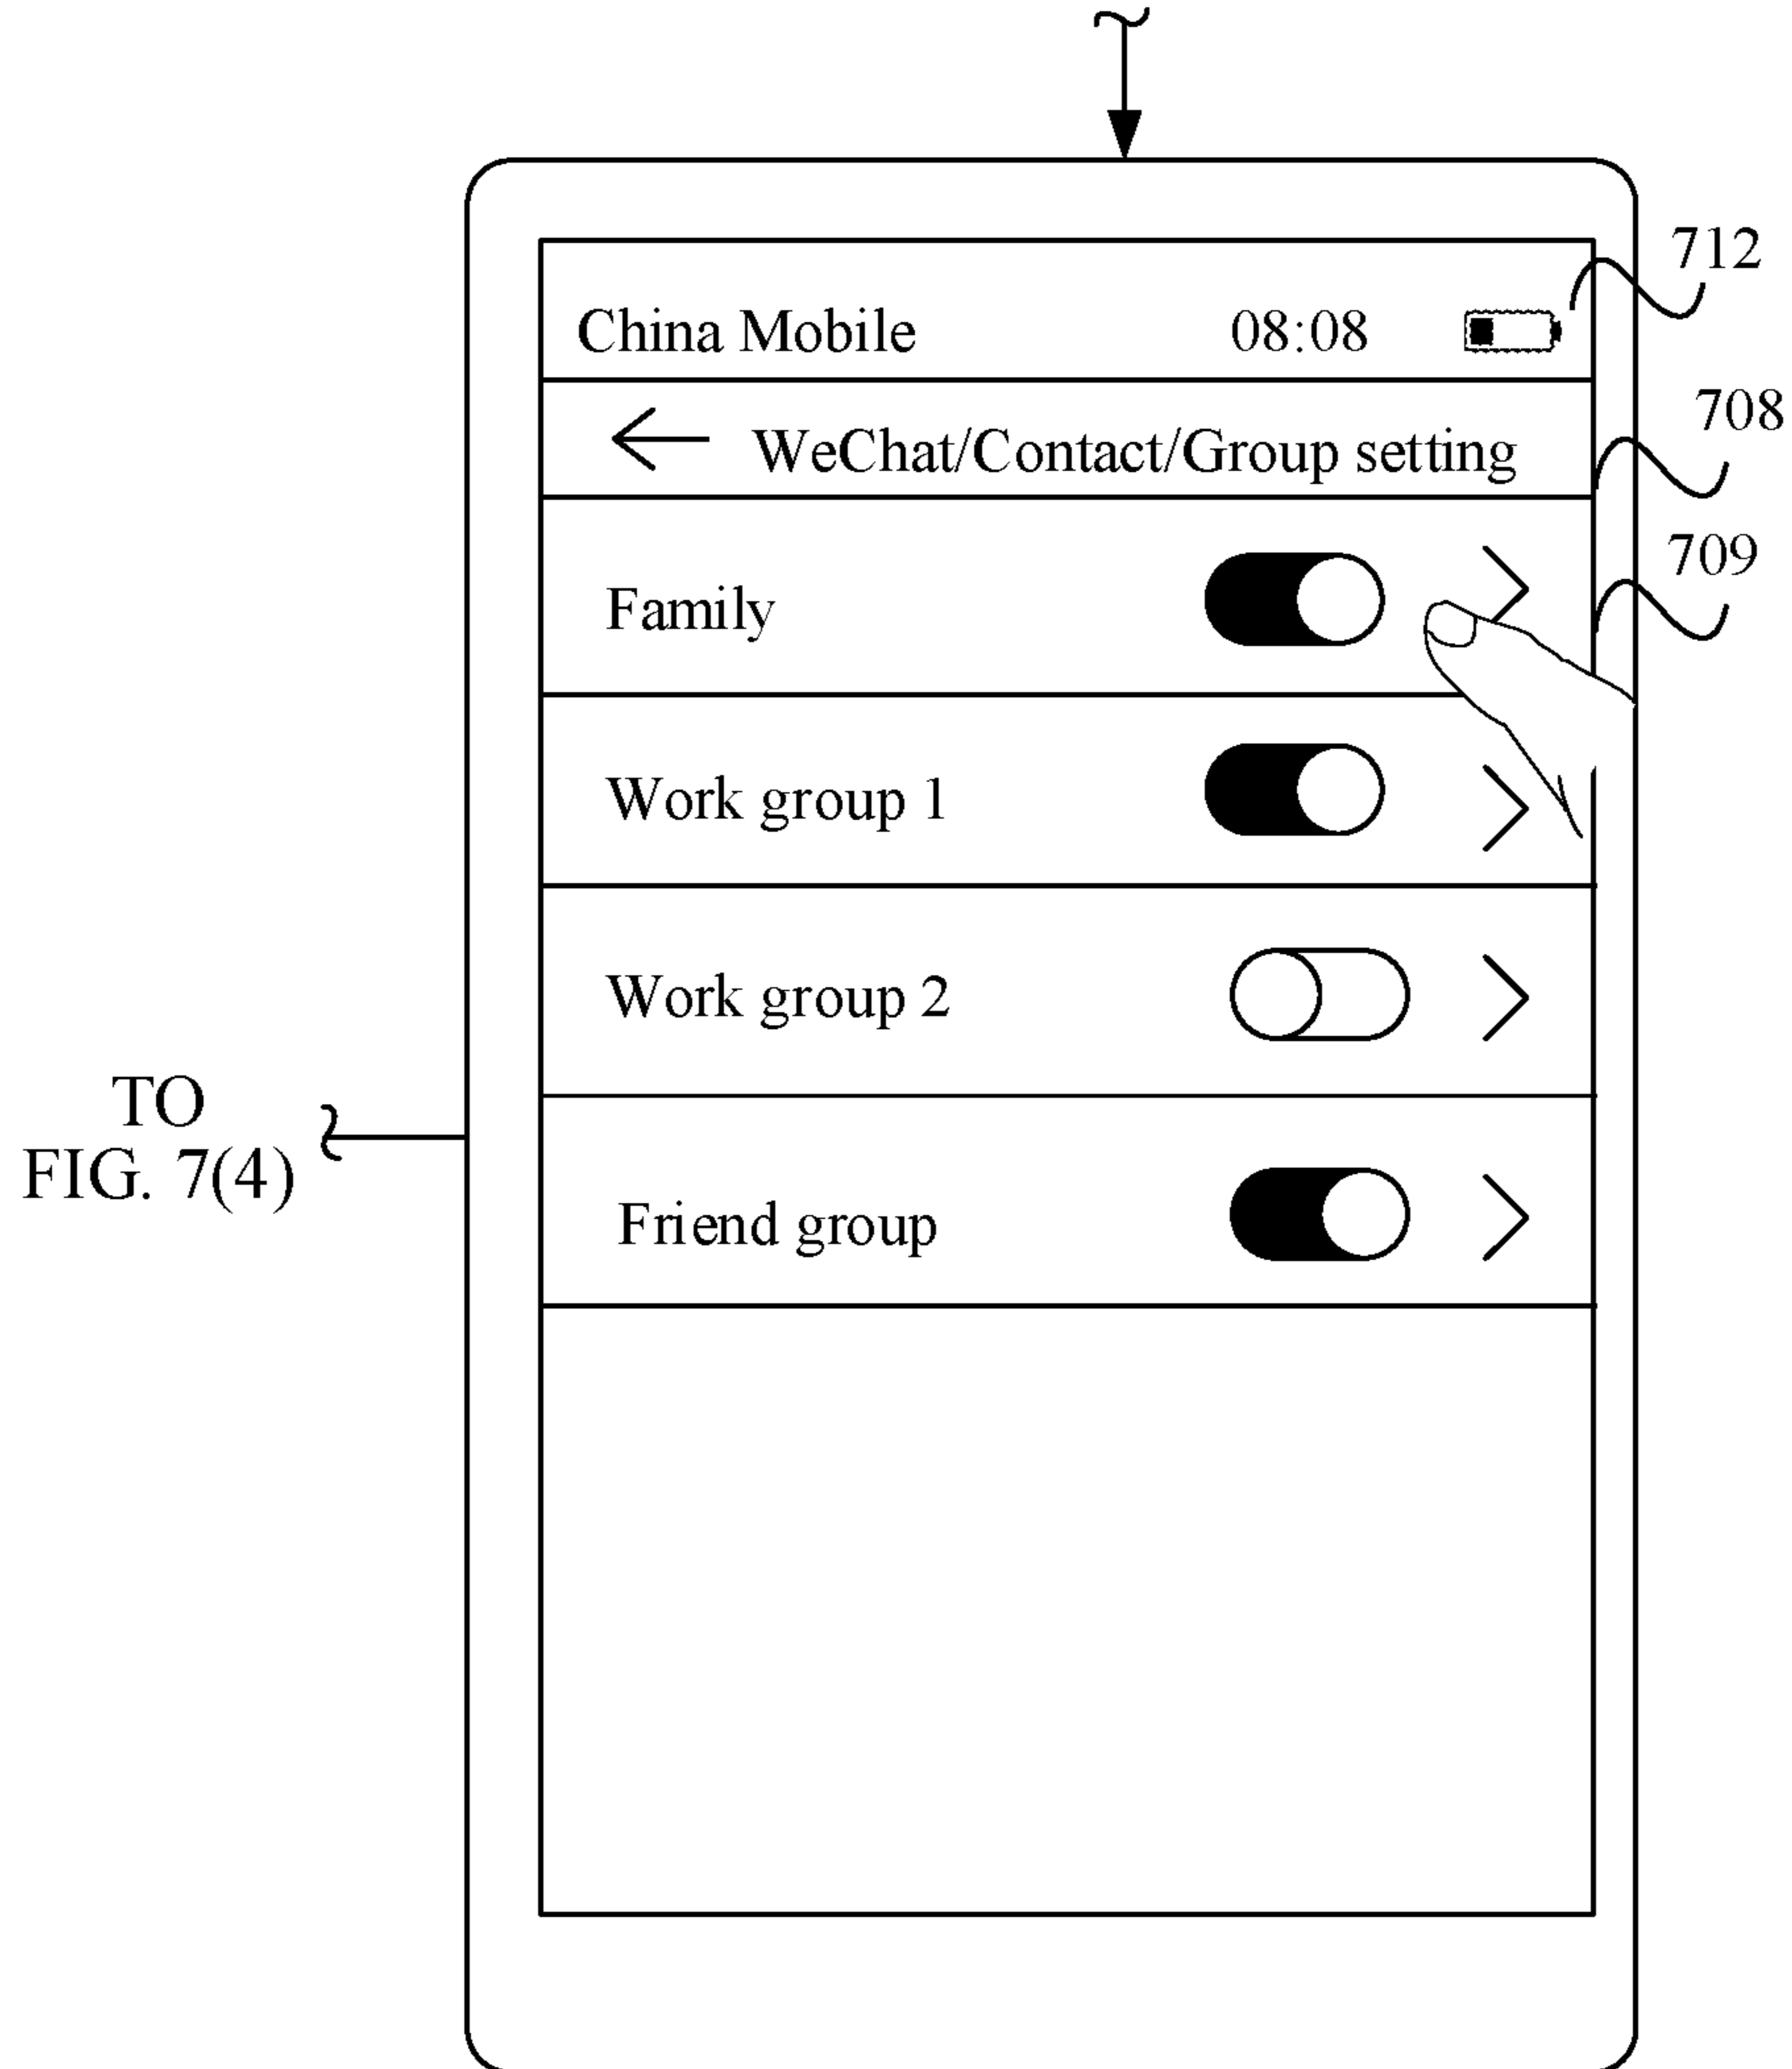 712
China Mobile 08:08
708
WeChat/Contact/Group setting
709
Family
Work group 1
Work group 2
TO
FIG. 7(4)
Friend group